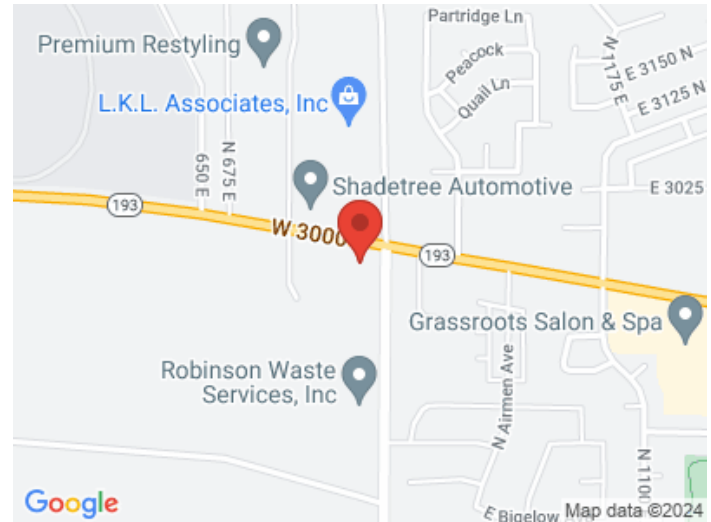 Partridge Ln
Premium Restyling
Peacock
N 1175 E
E 3150 N
Quail Ln
E 3125 N
L.K.L. Associates, Inc
650 E
N 675 E
Shadetree Automotive
E 3025
193
W 3000
193
Grassroots Salon & Spa
Robinson Waste
Services, Inc
N Airmen Ave
N 1100
E Bigelow
Google
Map data ©2024